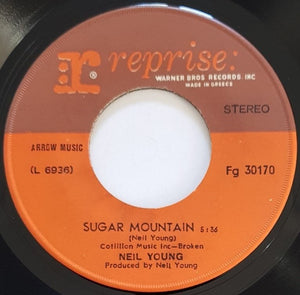 r reprise:
®
WARNER BROS RECORDS INC
MADE IN GREECE
STEREO
ARROW MUSIC
(L 6936)
Fg 30170
SUGAR MOUNTAIN 5:36
(Neil Young)
Cotillion Music Inc-Broken
NEIL YOUNG
Produced by Neil Young